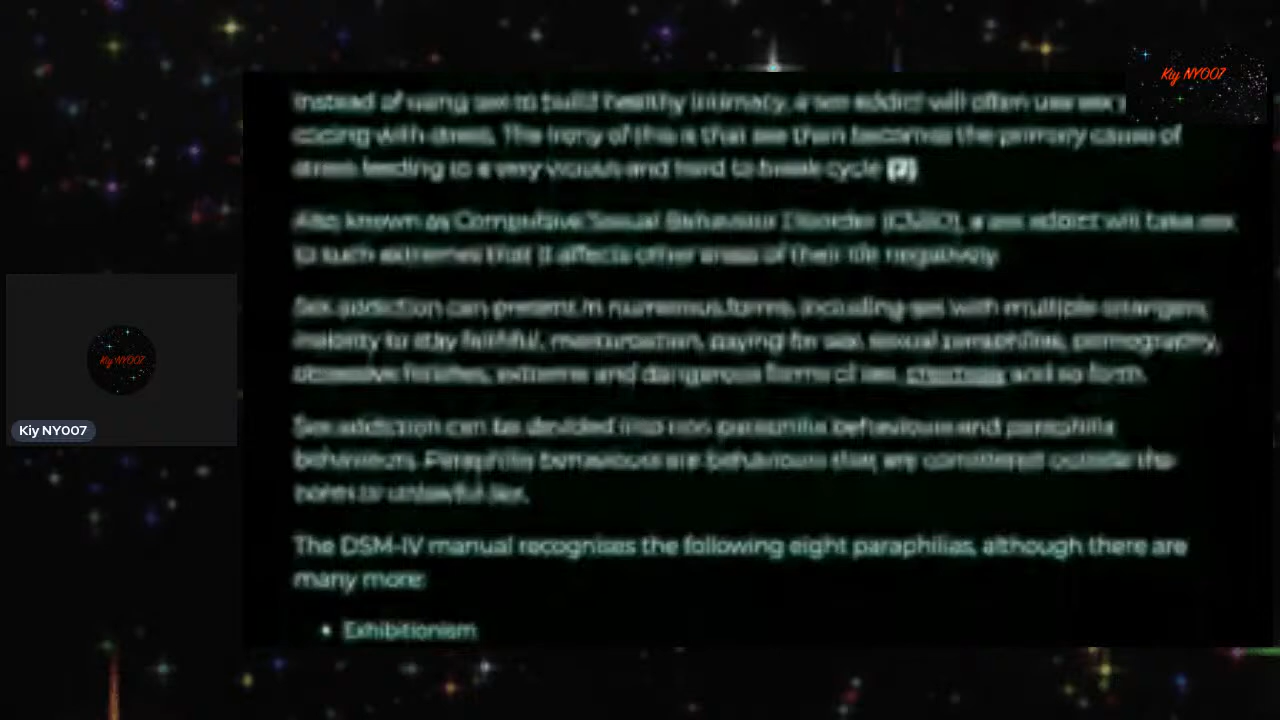 Kiy NY007
Instead of using sex to build healthy intimacy, a sex addict will often use sex
coping with stress. The irony of this is that sex then becomes the primary cause of
stress leading to a very vicious and hard to break cycle [2]
Also known as Compulsive Sexual Behaviour Disorder (CSBD), a sex addict will take sex
to such extremes that it affects other areas of their life negatively.
Sex addiction can present in numerous forms, including sex with multiple strangers,
inability to stay faithful, masturbation, paying for sex, sexual paraphilias, pornography,
obsessive fetishes, extreme and dangerous forms of sex, and so forth.
Sex addiction can be divided into non paraphilia behaviours and paraphilia
behaviours. Paraphilia behaviours are behaviours that are considered outside the
norm or unlawful sex.
The DSM-IV manual recognises the following eight paraphilias, although there are
many more:
• Exhibitionism
Kiy NY007
Kiy NY007